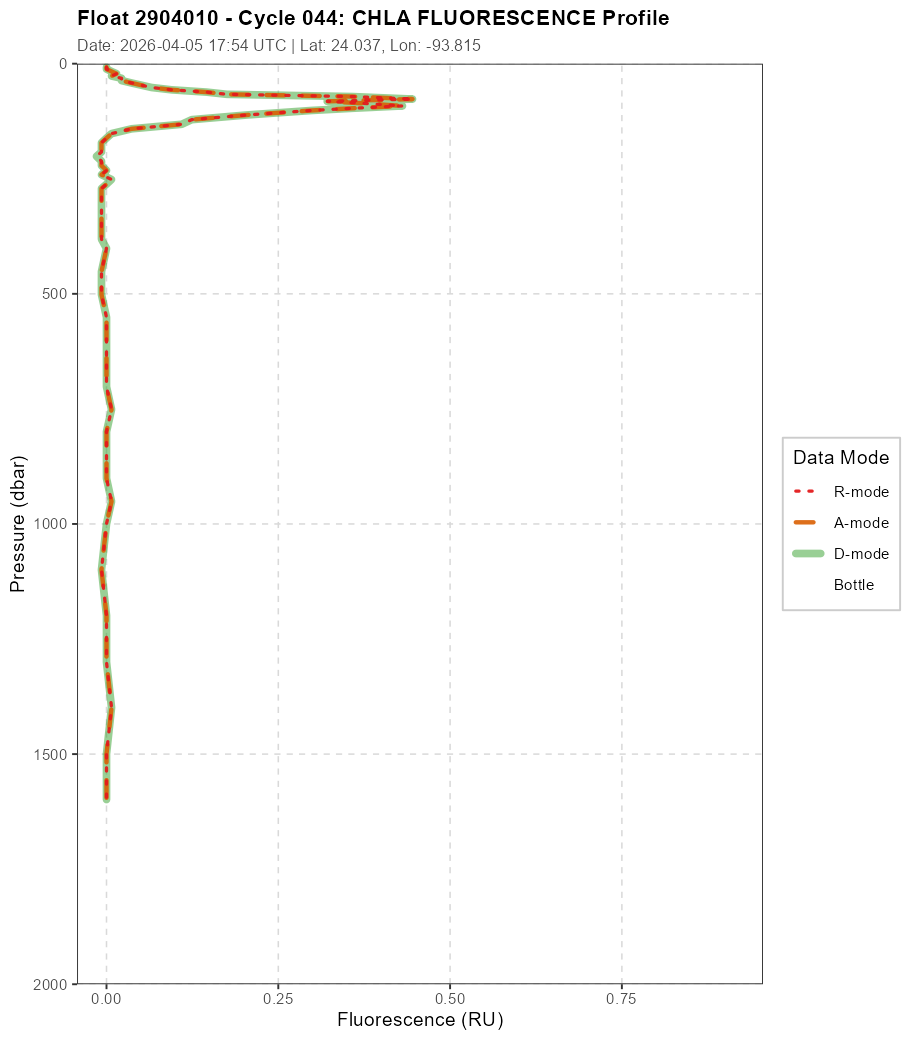 Float 2904010 - Cycle 044: CHLA FLUORESCENCE Profile
Date: 2026-04-05 17:54 UTC | Lat: 24.037, Lon: -93.815
0
500
1000
1500
2000
Pressure (dbar)
0.00
0.25
0.50
0.75
Fluorescence (RU)
Data Mode
R-mode
A-mode
D-mode
Bottle